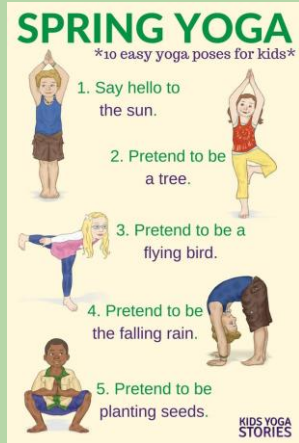 SPRING YOGA
*10 easy yoga poses for kids*
1. Say hello to
the sun.
2. Pretend to be
a tree.
3. Pretend to be a
flying bird.
4. Pretend to be
the falling rain.
5. Pretend to be
planting seeds.
KIDS YOGA
STORIES